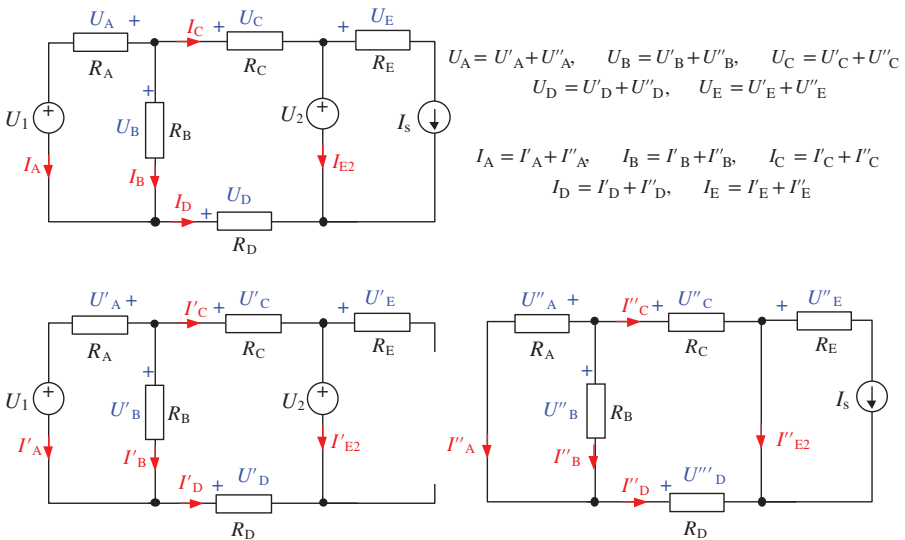 U_A + I_C + U_C + U_E
R_A R_C R_E
U_1 + + U_B R_B U_2 + I_s
I_A I_B I_E2
I_D + U_D
R_D
U_A = U'_A + U''_A, U_B = U'_B + U''_B, U_C = U'_C + U''_C
U_D = U'_D + U''_D, U_E = U'_E + U''_E
I_A = I'_A + I''_A, I_B = I'_B + I''_B, I_C = I'_C + I''_C
I_D = I'_D + I''_D, I_E = I'_E + I''_E
U'_A + I'_C + U'_C + U'_E
R_A R_C R_E
U_1 + + U'_B R_B U_2 +
I'_A I'_B I'_E2
I'_D + U'_D
R_D
U''_A + I''_C + U''_C + U''_E
R_A R_C R_E
+ U''_B R_B I_s
I''_A I''_B I''_E2
I''_D + U'''_D
R_D